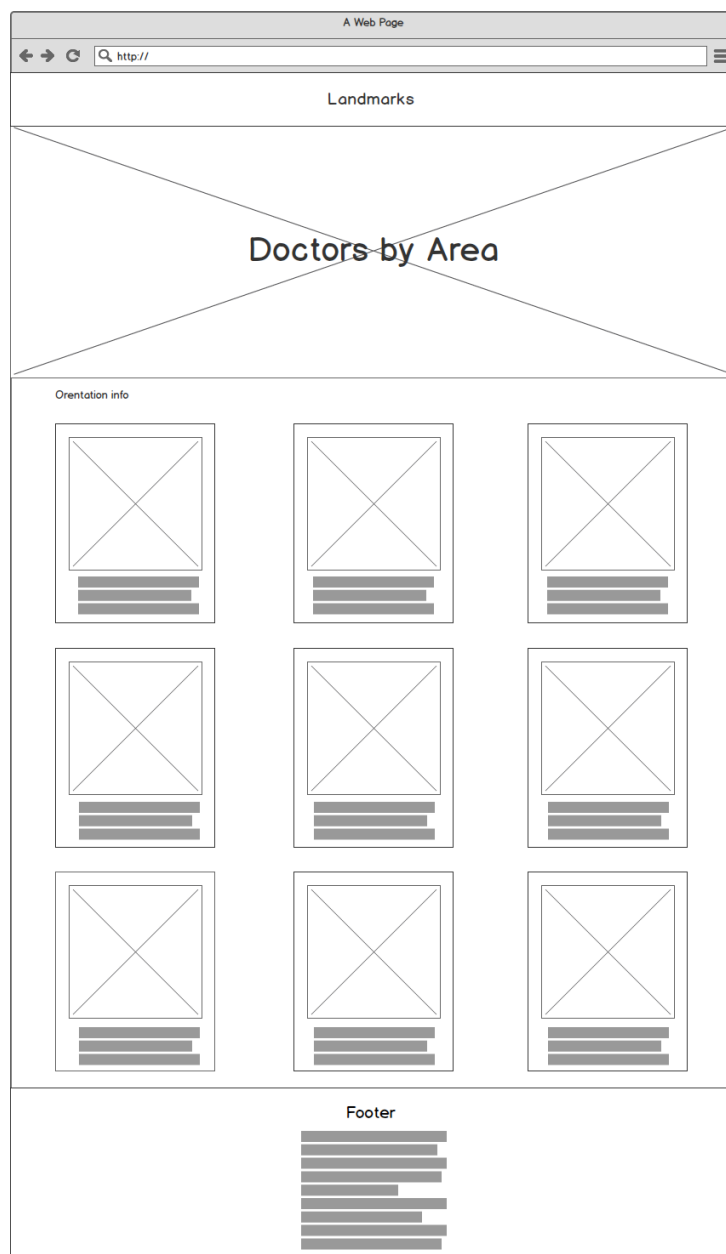 A Web Page
http://
Landmarks
Doctors by Area
Orentation info
Footer